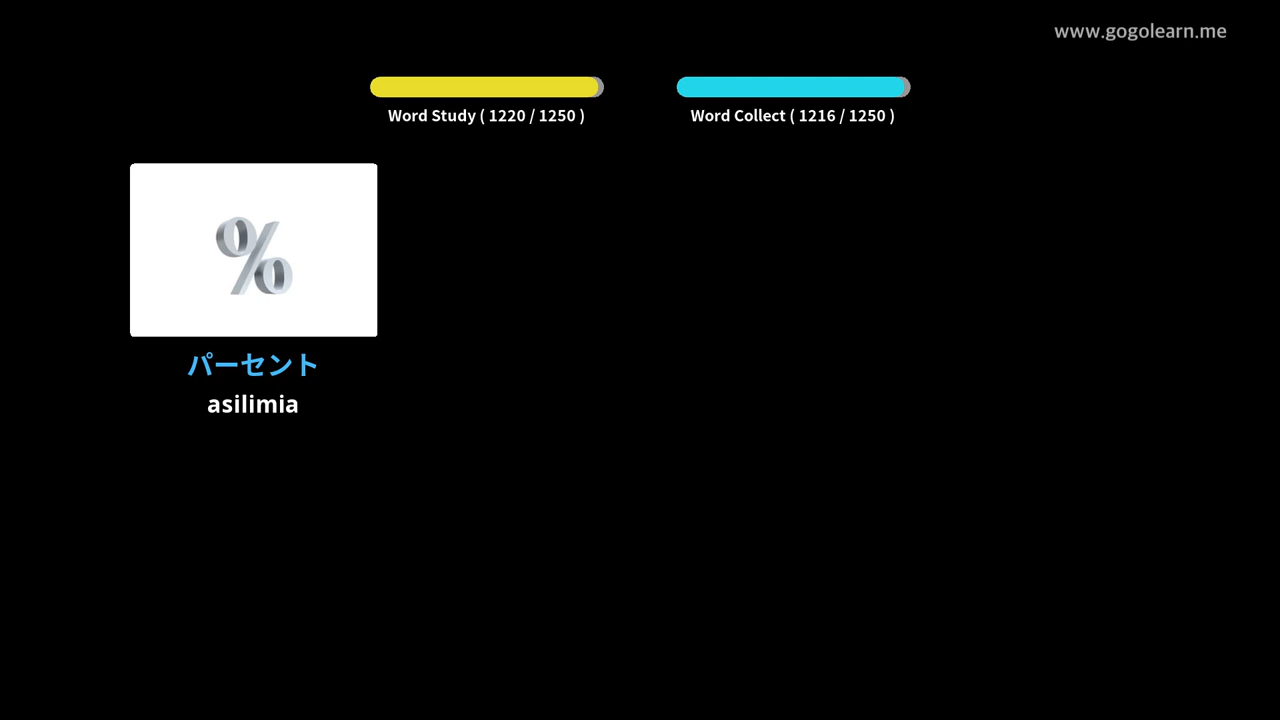 www.gogolearn.me
Word Study ( 1220 / 1250 )
Word Collect ( 1216 / 1250 )
%
パーセント
asilimia